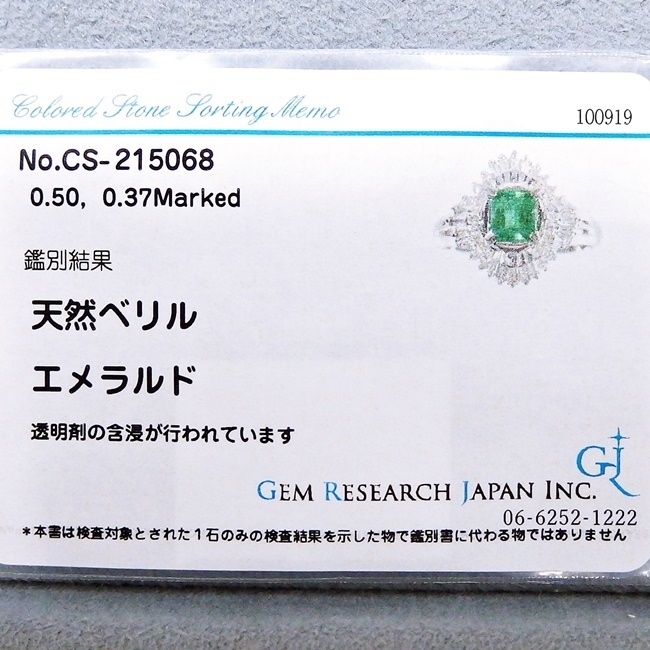 Colored Stone Sorting Memo
100919
No.CS-215068
0.50, 0.37Marked
鑑別結果
天然ベリル
エメラルド
透明剤の含浸が行われています
GJ
GEM RESEARCH JAPAN INC.
06-6252-1222
*本書は検査対象とされた1石のみの検査結果を示した物で鑑別書に代わる物ではありません